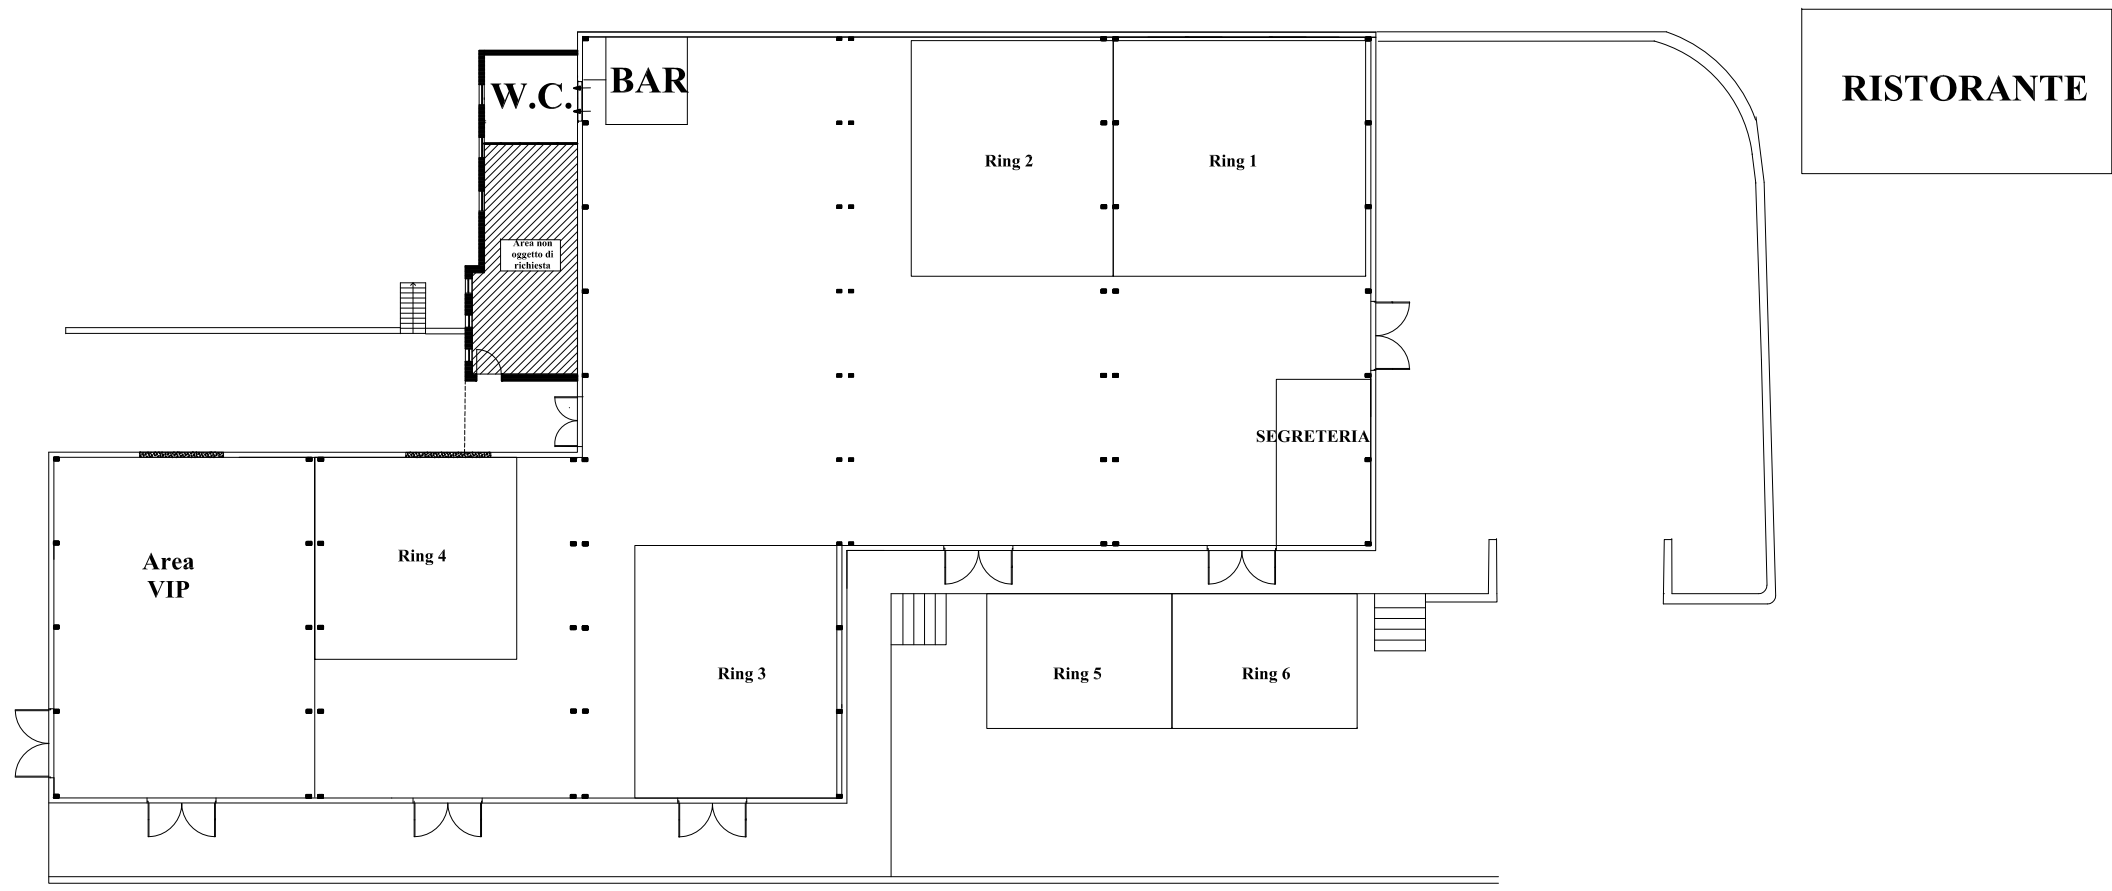 RISTORANTE
W.C.
BAR
Ring 2
Ring 1
Area non
oggetto di
richiesta
SEGRETERIA
Area
VIP
Ring 4
Ring 3
Ring 5
Ring 6